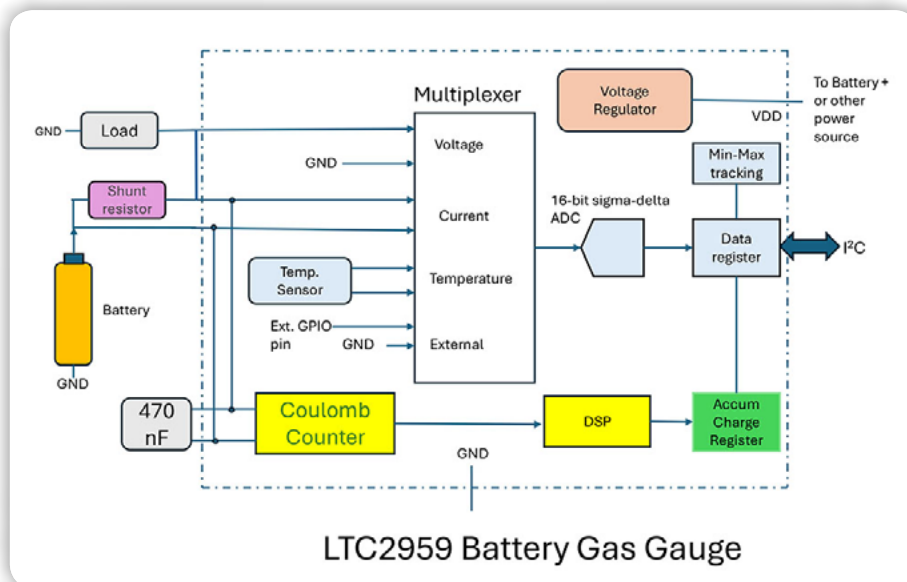 Multiplexer
Voltage
Regulator
To Battery +
or other
power
source
VDD
GND
Load
Voltage
GND
Min-Max
tracking
Shunt
resistor
16-bit sigma-delta
ADC
Current
Data
register
I²C
Temp.
Sensor
Temperature
Battery
Ext. GPIO
pin
GND
External
GND
470
nF
Coulomb
Counter
DSP
Accum
Charge
Register
GND
LTC2959 Battery Gas Gauge